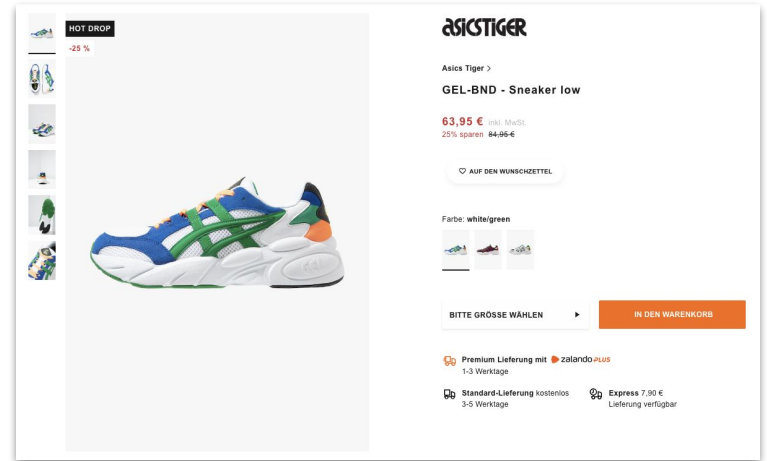 HOT DROP
-25 %
ASICSTIGER
Asics Tiger >
GEL-BND - Sneaker low
63,95 € inkl. MwSt.
25% sparen 84,95 €
AUF DEN WUNSCHZETTEL
Farbe: white/green
BITTE GRÖSSE WÄHLEN
IN DEN WARENKORB
Premium Lieferung mit zalando PLUS
1-3 Werktage
Standard-Lieferung kostenlos
3-5 Werktage
Express 7,90 €
Lieferung verfügbar